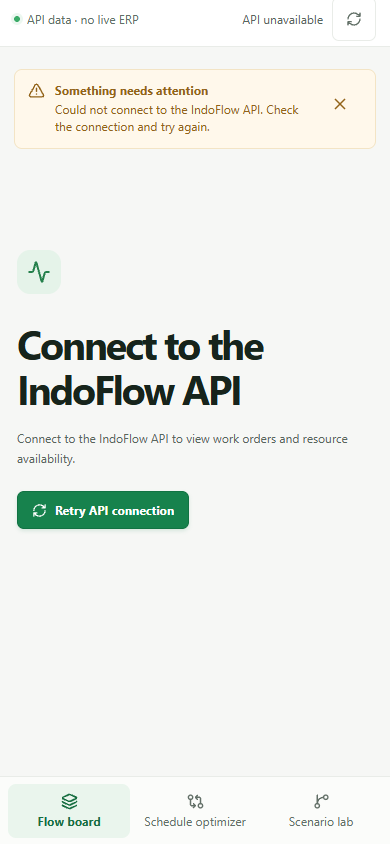 API data · no live ERP
API unavailable
Something needs attention
Could not connect to the IndoFlow API. Check
the connection and try again.
Connect to the
IndoFlow API
Connect to the IndoFlow API to view work orders and resource
availability.
Retry API connection
Flow board
Schedule optimizer
Scenario lab